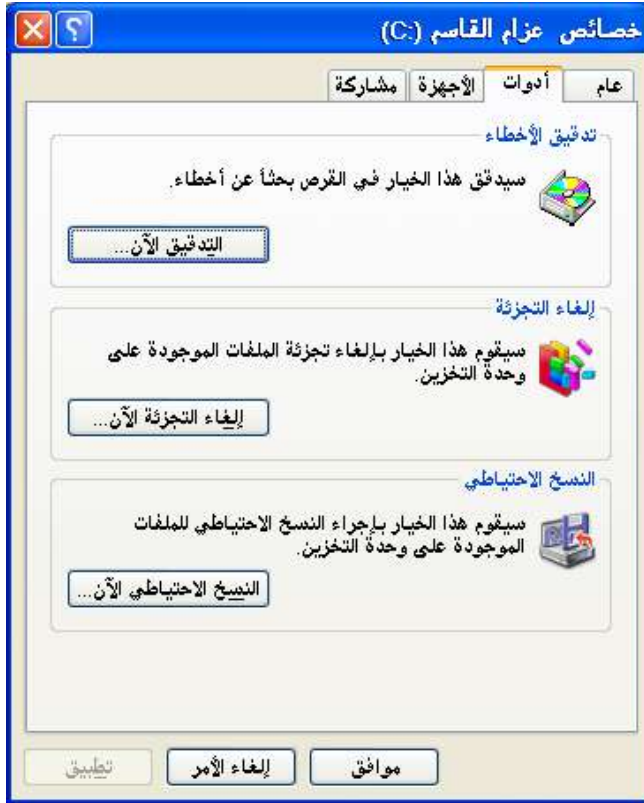 خصائص عزام القاسم (C:)
عام
أدوات
الأجهزة
مشاركة
تدقيق الأخطاء
سيدقق هذا الخيار في القرص بحثاً عن أخطاء.
التدقيق الآن...
إلغاء التجزئة
سيقوم هذا الخيار بإلغاء تجزئة الملفات الموجودة على
وحدة التخزين.
إلغاء التجزئة الآن...
النسخ الاحتياطي
سيقوم هذا الخيار بإجراء النسخ الاحتياطي للملفات
الموجودة على وحدة التخزين.
النسخ الاحتياطي الآن...
موافق
إلغاء الأمر
تطبيق